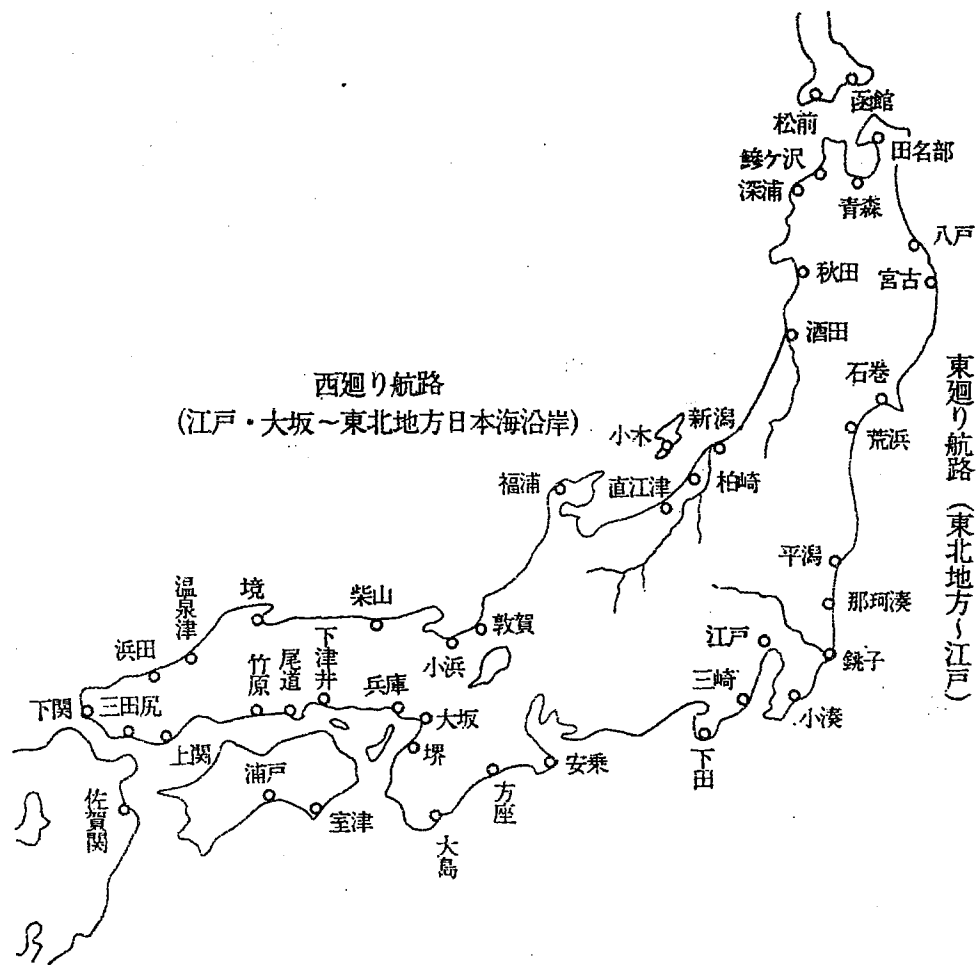 函館
松前
田名部
鰺ケ沢
深浦
青森
八戸
秋田
宮古
酒田
西廻り航路
(江戸・大坂～東北地方日本海沿岸)
東廻り航路(東北地方～江戸)
石巻
荒浜
小木
新潟
福浦
直江津
柏崎
平潟
那珂湊
温泉津
境
柴山
江戸
銚子
敦賀
小浜
浜田
竹原
尾道
下津井
兵庫
三崎
小湊
下関
三田尻
大坂
上関
堺
安乗
下田
浦戸
方座
佐賀関
室津
大島